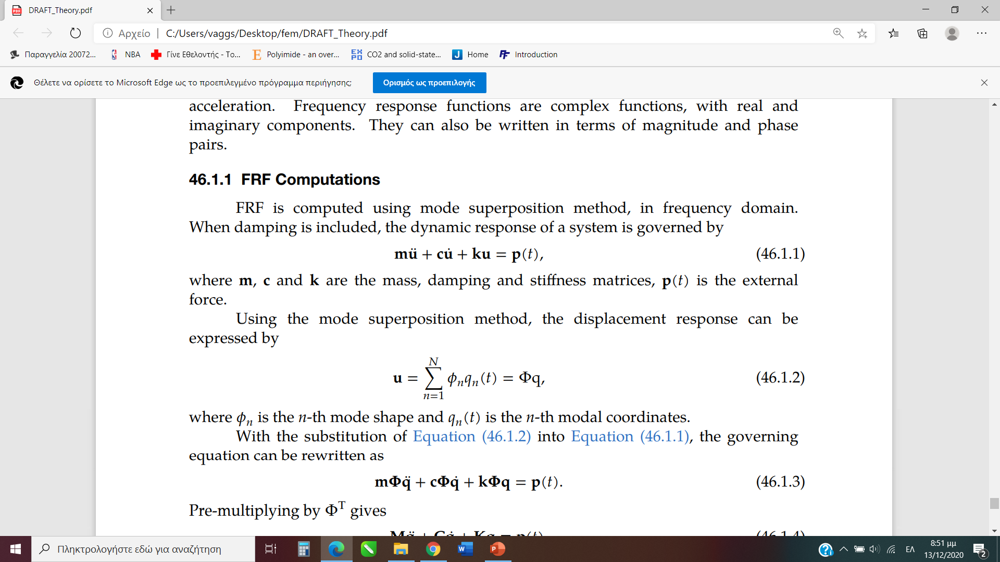 DRAFT_Theory.pdf
Αρχείο | C:/Users/vaggs/Desktop/fem/DRAFT_Theory.pdf
Παραγγελία 20072... NBA Γίνε Εθελοντής - Το... Polyimide - an over... CO2 and solid-state... Home Introduction
Θέλετε να ορίσετε το Microsoft Edge ως το προεπιλεγμένο πρόγραμμα περιήγησης; Ορισμός ως προεπιλογής
acceleration. Frequency response functions are complex functions, with real and
imaginary components. They can also be written in terms of magnitude and phase
pairs.
46.1.1 FRF Computations
FRF is computed using mode superposition method, in frequency domain.
When damping is included, the dynamic response of a system is governed by
mü + cu̇ + ku = p(t), (46.1.1)
where m, c and k are the mass, damping and stiffness matrices, p(t) is the external
force.
Using the mode superposition method, the displacement response can be
expressed by
u = ∑_{n=1}^{N} ϕₙqₙ(t) = Φq, (46.1.2)
where ϕₙ is the n-th mode shape and qₙ(t) is the n-th modal coordinates.
With the substitution of Equation (46.1.2) into Equation (46.1.1), the governing
equation can be rewritten as
mΦq̈ + cΦq̇ + kΦq = p(t). (46.1.3)
Pre-multiplying by Φᵀ gives
Πληκτρολογήστε εδώ για αναζήτηση
ΕΛ
8:51 μμ
13/12/2020
2